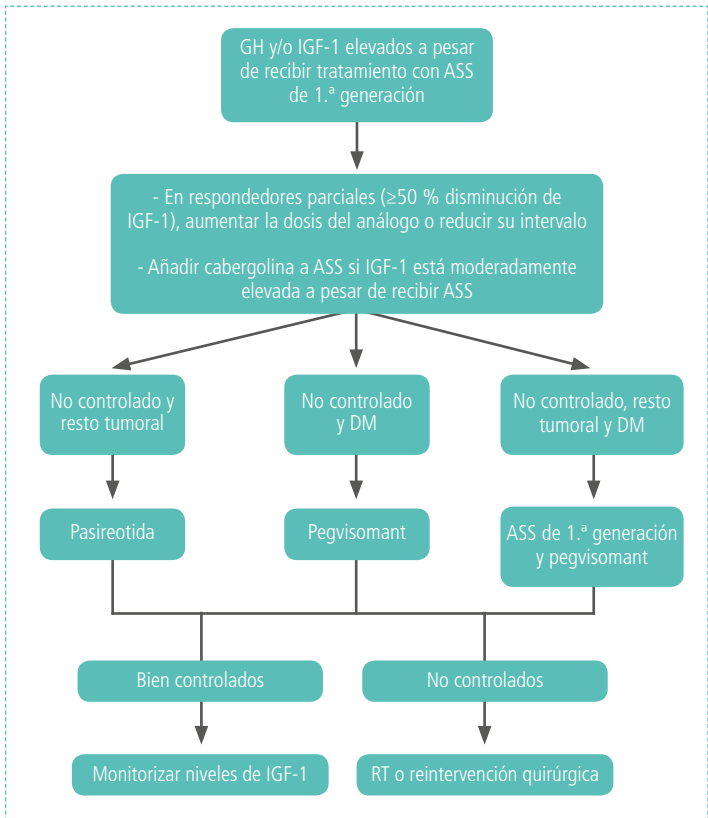 GH y/o IGF-1 elevados a pesar
de recibir tratamiento con ASS
de 1.ª generación
- En respondedores parciales (≥50 % disminución de
IGF-1), aumentar la dosis del análogo o reducir su intervalo
- Añadir cabergolina a ASS si IGF-1 está moderadamente
elevada a pesar de recibir ASS
No controlado y
resto tumoral
No controlado
y DM
No controlado, resto
tumoral y DM
Pasireotida
Pegvisomant
ASS de 1.ª generación
y pegvisomant
Bien controlados
No controlados
Monitorizar niveles de IGF-1
RT o reintervención quirúrgica